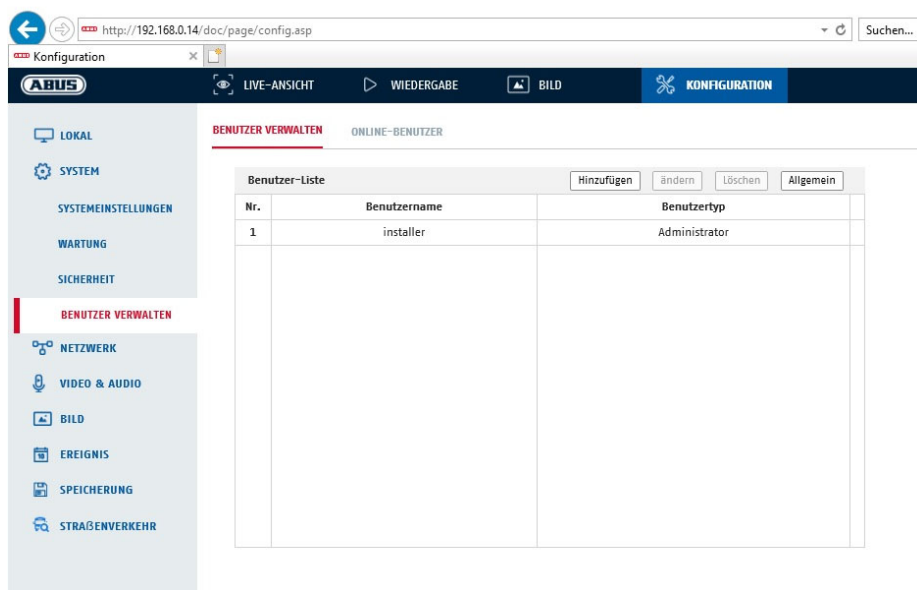 http://192.168.0.14/doc/page/config.asp
Suchen...
Konfiguration
ABUS
LIVE-ANSICHT
WIEDERGABE
BILD
KONFIGURATION
LOKAL
SYSTEM
SYSTEMEINSTELLUNGEN
WARTUNG
SICHERHEIT
BENUTZER VERWALTEN
NETZWERK
VIDEO & AUDIO
BILD
EREIGNIS
SPEICHERUNG
STRAßENVERKEHR
BENUTZER VERWALTEN
ONLINE-BENUTZER
Benutzer-Liste
Hinzufügen
ändern
Löschen
Allgemein
Nr. Benutzername Benutzertyp
1 installer Administrator